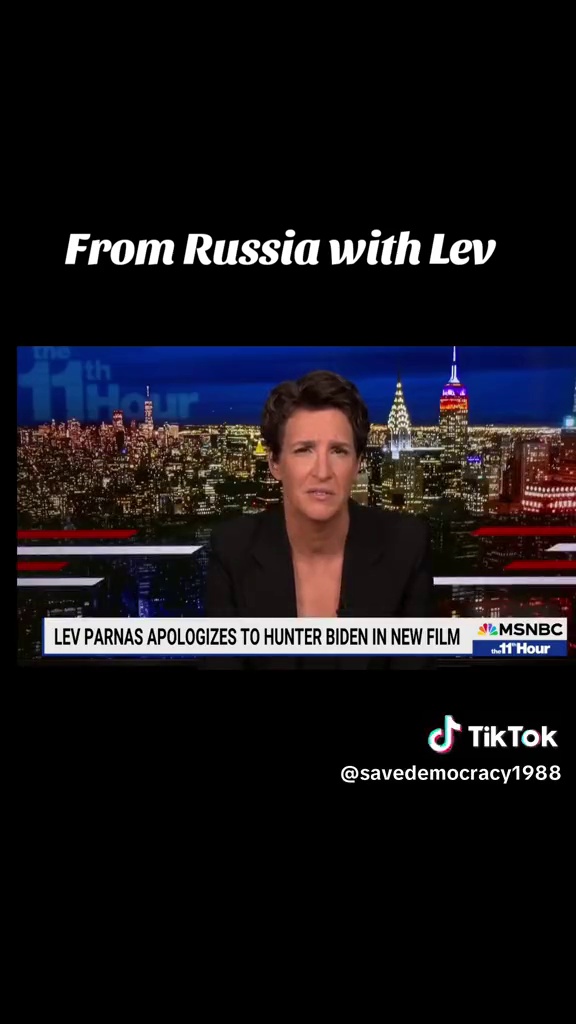 From Russia with Lev
the
11th
Hour
LEV PARNAS APOLOGIZES TO HUNTER BIDEN IN NEW FILM
MSNBC
the 11th Hour
TikTok
@savedemocracy1988